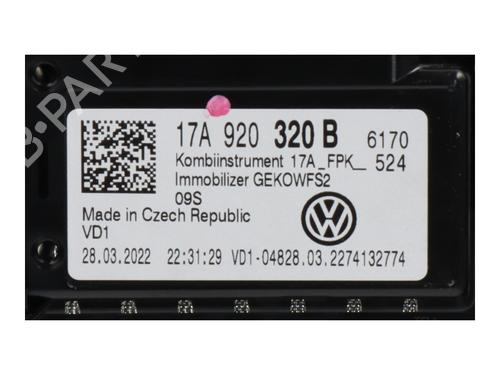 B-PARTS
17A 920 320 B 6170
Kombiinstrument 17A_FPK_ 524
Immobilizer GEKOWFS2
09S
Made in Czech Republic
VD1
28.03.2022 22:31:29 VD1-04828.03.2274132774